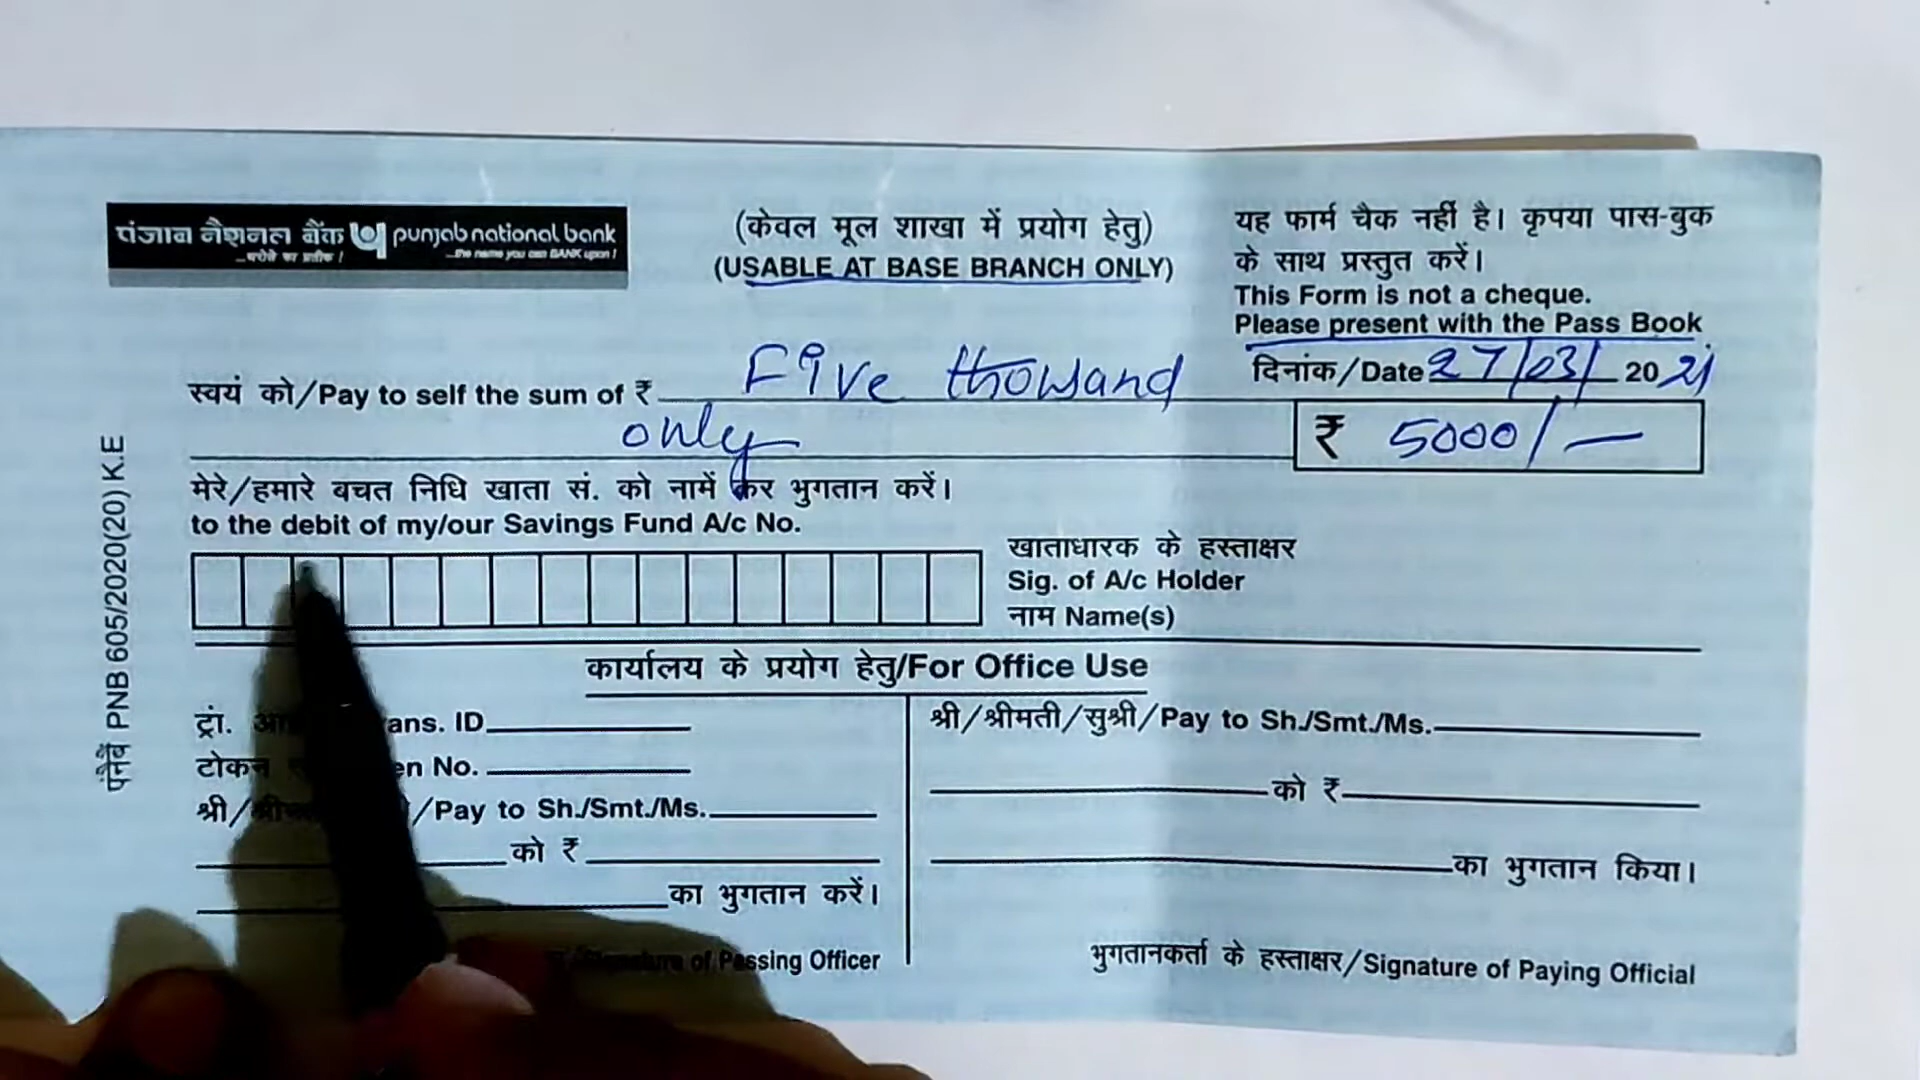 पंजाब नैशनल बैंक punjab national bank
...भरोसे का प्रतीक ! ...the name you can BANK upon !
(केवल मूल शाखा में प्रयोग हेतु)
(USABLE AT BASE BRANCH ONLY)
यह फार्म चैक नहीं है। कृपया पास-बुक
के साथ प्रस्तुत करें।
This Form is not a cheque.
Please present with the Pass Book
दिनांक/Date 27/03/ 2021
स्वयं को/Pay to self the sum of ₹ Five thousand
only
₹ 5000/-
मेरे/हमारे बचत निधि खाता सं. को नामें कर भुगतान करें।
to the debit of my/our Savings Fund A/c No.
खाताधारक के हस्ताक्षर
Sig. of A/c Holder
नाम Name(s)
पनैबैं PNB 605/2020(20) K.E
कार्यालय के प्रयोग हेतु/For Office Use
ट्रां. ans. ID
टोकन en No.
श्री/ /Pay to Sh./Smt./Ms.
को ₹
का भुगतान करें।
/Signature of Passing Officer
श्री/श्रीमती/सुश्री/Pay to Sh./Smt./Ms.
को ₹
का भुगतान किया।
भुगतानकर्ता के हस्ताक्षर/Signature of Paying Official